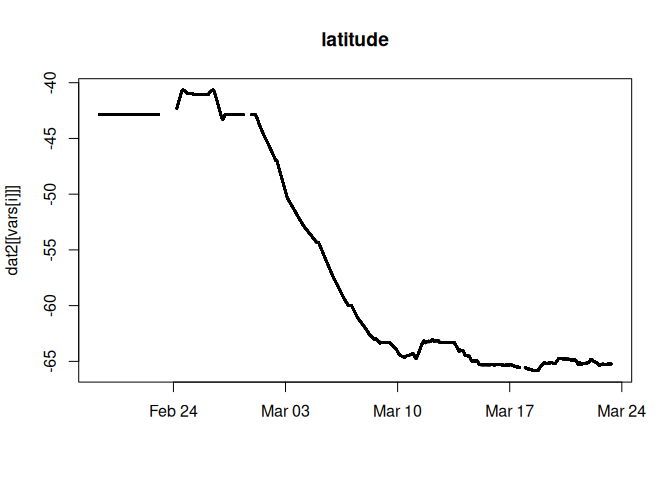 latitude
dat2[[vars[i]]]
-40
-45
-50
-55
-60
-65
Feb 24
Mar 03
Mar 10
Mar 17
Mar 24